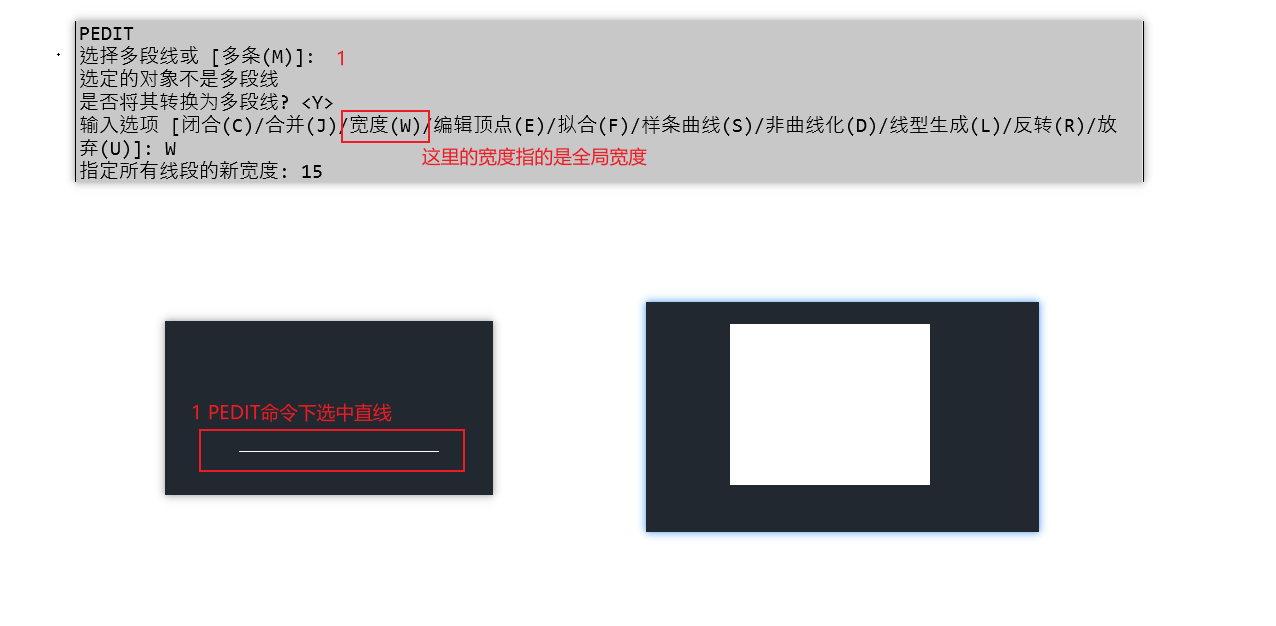 PEDIT
选择多段线或 [多条(M)]: 1
选定的对象不是多段线
是否将其转换为多段线? <Y>
输入选项 [闭合(C)/合并(J)/宽度(W)/编辑顶点(E)/拟合(F)/样条曲线(S)/非曲线化(D)/线型生成(L)/反转(R)/放
弃(U)]: W
这里的宽度指的是全局宽度
指定所有线段的新宽度: 15
1 PEDIT命令下选中直线